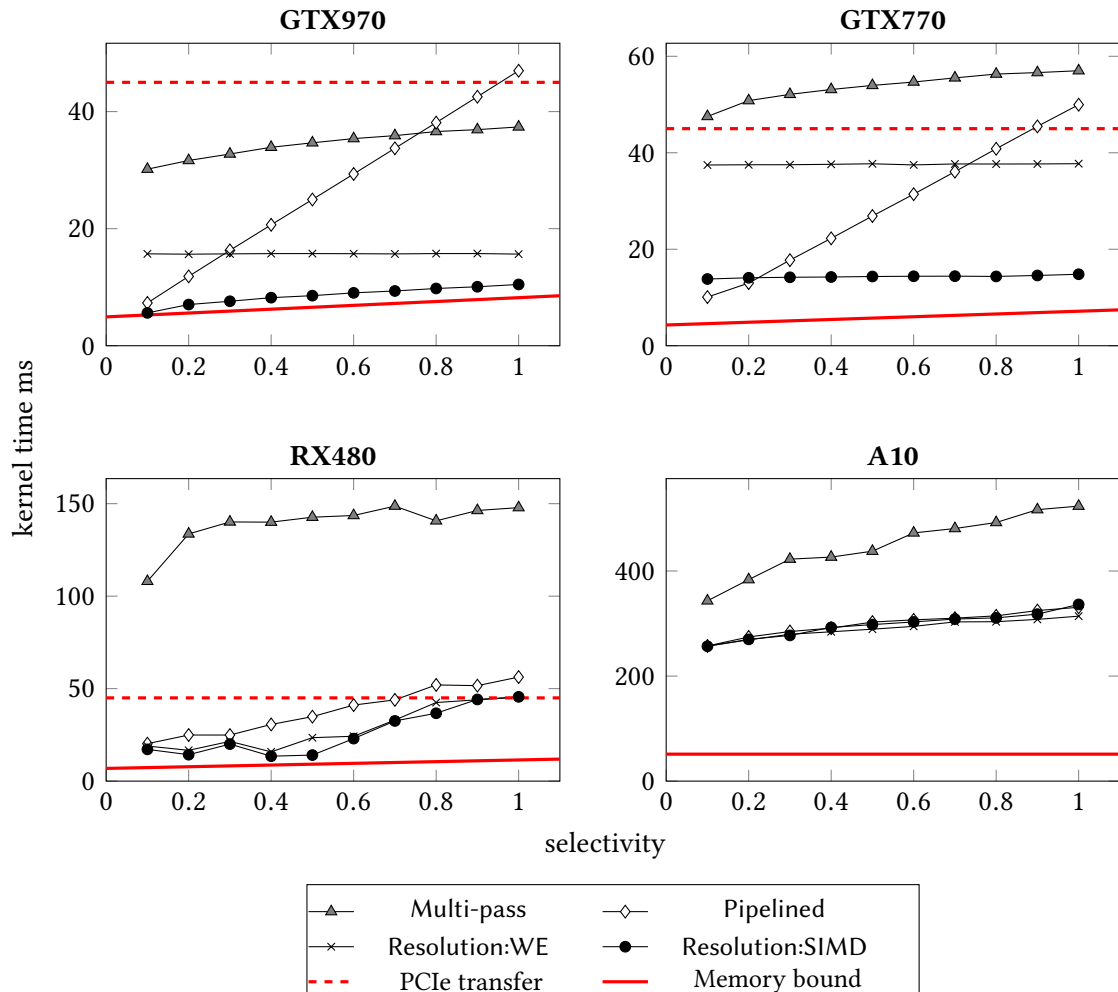 GTX970
GTX770
40
20
0
0 0.2 0.4 0.6 0.8 1
60
40
20
0
0 0.2 0.4 0.6 0.8 1
kernel time ms
RX480
A10
150
100
50
0
0 0.2 0.4 0.6 0.8 1
400
200
0
0 0.2 0.4 0.6 0.8 1
selectivity
Multi-pass Pipelined
Resolution:WE Resolution:SIMD
PCIe transfer Memory bound